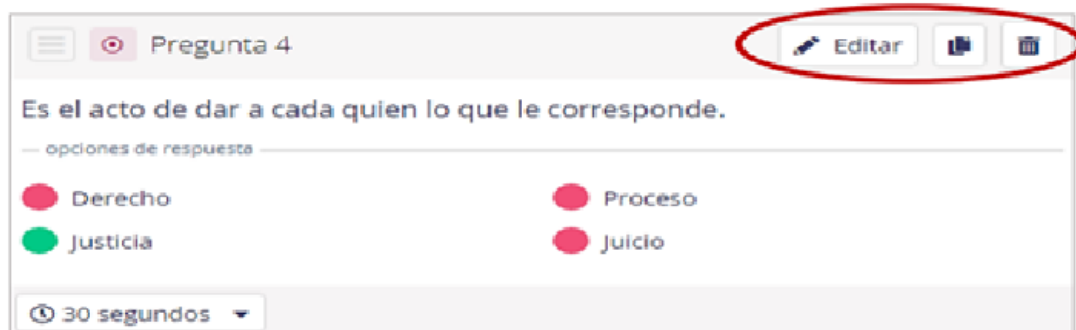 Pregunta 4
Editar
Es el acto de dar a cada quien lo que le corresponde.
opciones de respuesta
Derecho
Proceso
Justicia
Juicio
30 segundos